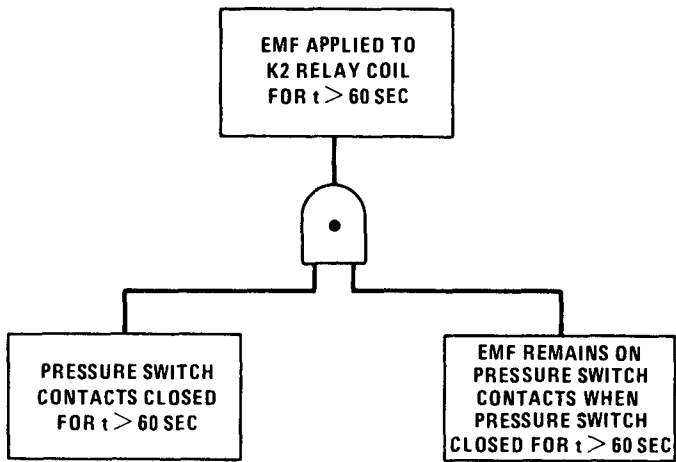 EMF APPLIED TO
K2 RELAY COIL
FOR t > 60 SEC
PRESSURE SWITCH
CONTACTS CLOSED
FOR t > 60 SEC
EMF REMAINS ON
PRESSURE SWITCH
CONTACTS WHEN
PRESSURE SWITCH
CLOSED FOR t > 60 SEC